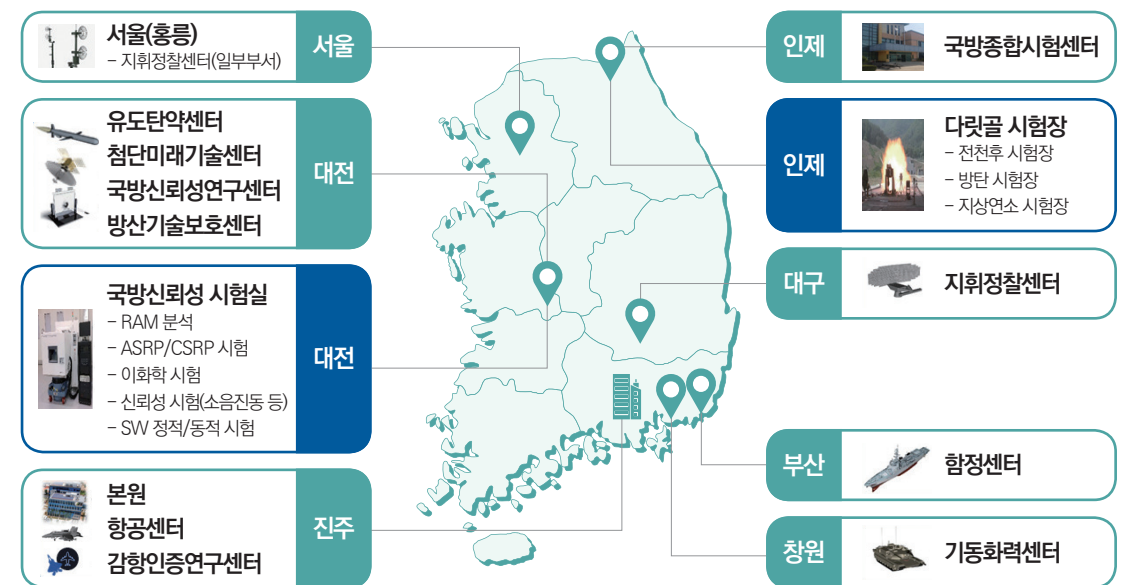 서울(홍릉)
- 지휘정찰센터(일부부서)
서울
유도탄약센터
첨단미래기술센터
국방신뢰성연구센터
방산기술보호센터
대전
국방신뢰성 시험실
- RAM 분석
- ASRP/CSRP 시험
- 이화학 시험
- 신뢰성 시험(소음진동 등)
- SW 정적/동적 시험
대전
본원
항공센터
감항인증연구센터
진주
인제
국방종합시험센터
인제
다릿골 시험장
- 전천후 시험장
- 방탄 시험장
- 지상연소 시험장
대구
지휘정찰센터
부산
함정센터
창원
기동화력센터